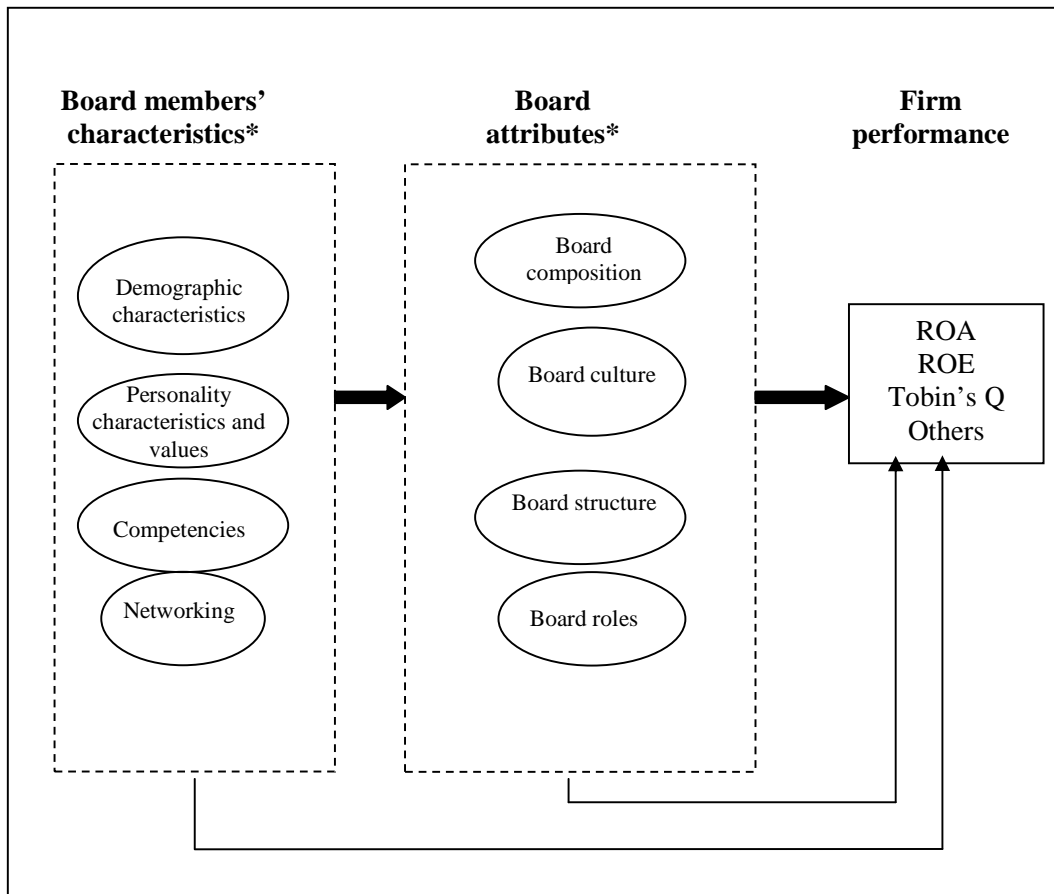 Board members’
characteristics*
Board
attributes*
Firm
performance
Demographic
characteristics
Personality
characteristics and
values
Competencies
Networking
Board
composition
Board culture
Board structure
Board roles
ROA
ROE
Tobin’s Q
Others